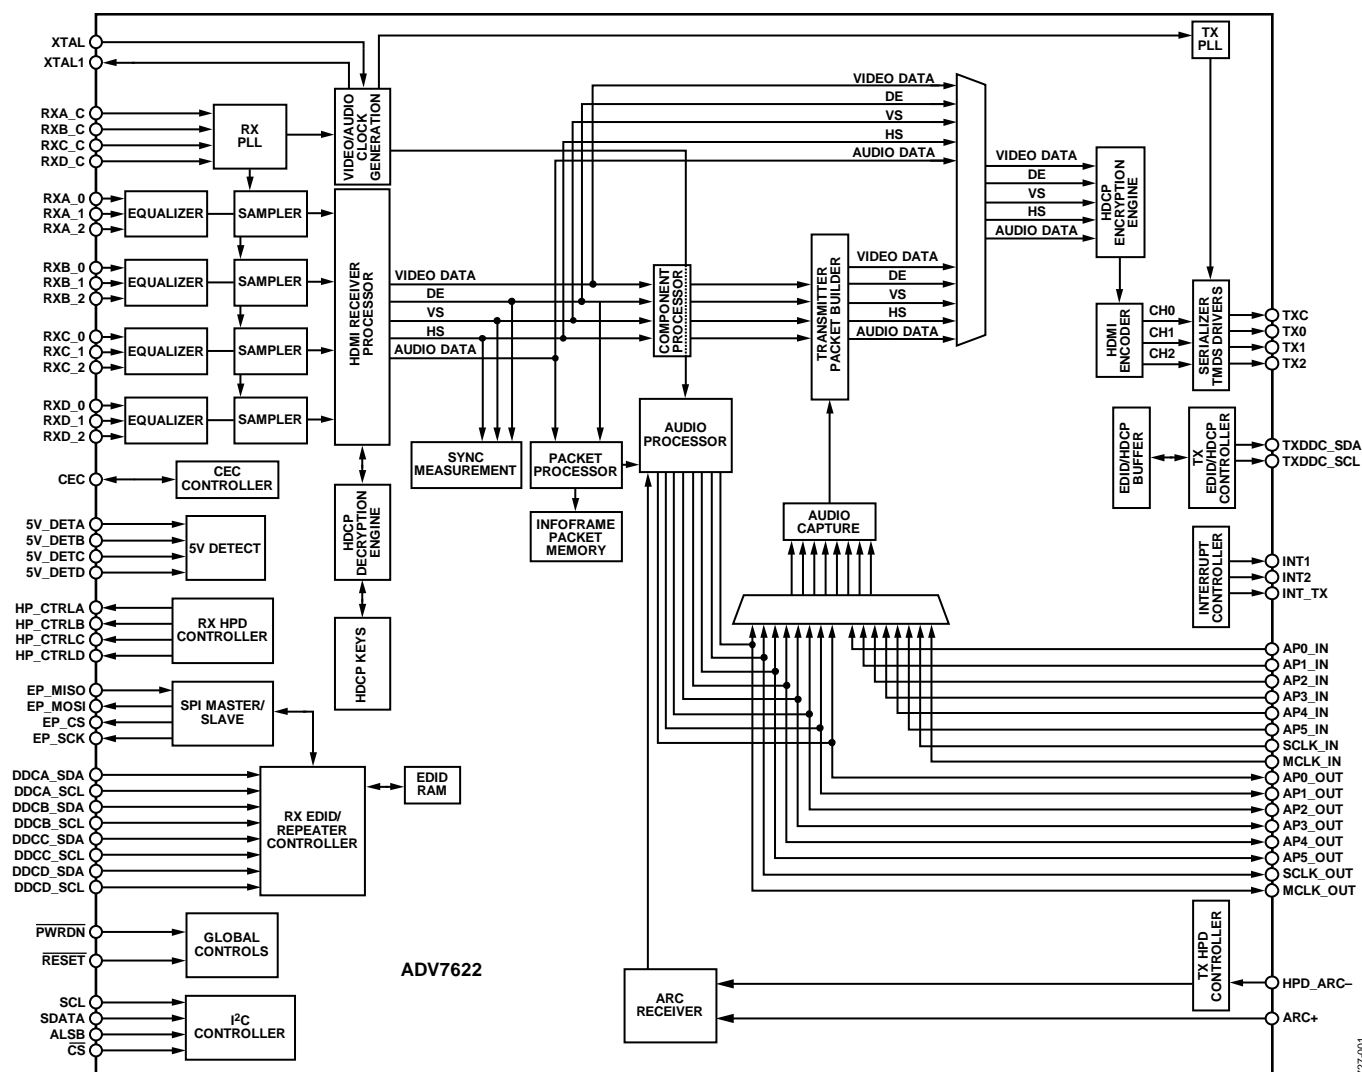 XTAL
XTAL1
TX
PLL
RXA_C
RXB_C
RXC_C
RXD_C
RX
PLL
VIDEO/AUDIO
CLOCK
GENERATION
VIDEO DATA
DE
VS
HS
AUDIO DATA
VIDEO DATA
DE
VS
HS
AUDIO DATA
HDCP
ENCRYPTION
ENGINE
RXA_0
RXA_1
RXA_2
EQUALIZER
SAMPLER
RXB_0
RXB_1
RXB_2
EQUALIZER
SAMPLER
RXC_0
RXC_1
RXC_2
EQUALIZER
SAMPLER
RXD_0
RXD_1
RXD_2
EQUALIZER
SAMPLER
HDMI RECEIVER
PROCESSOR
VIDEO DATA
DE
VS
HS
AUDIO DATA
COMPONENT
PROCESSOR
TRANSMITTER
PACKET BUILDER
VIDEO DATA
DE
VS
HS
AUDIO DATA
HDMI
ENCODER
CH0
CH1
CH2
SERIALIZER
TMDS DRIVERS
TXC
TX0
TX1
TX2
SYNC
MEASUREMENT
PACKET
PROCESSOR
AUDIO
PROCESSOR
INFOFRAME
PACKET
MEMORY
AUDIO
CAPTURE
EDID/HDCP
BUFFER
TX
EDID/HDCP
CONTROLLER
TXDDC_SDA
TXDDC_SCL
CEC
CEC
CONTROLLER
5V_DETA
5V_DETB
5V_DETC
5V_DETD
5V DETECT
HDCP
DECRYPTION
ENGINE
HDCP KEYS
INTERRUPT
CONTROLLER
INT1
INT2
INT_TX
HP_CTRLA
HP_CTRLB
HP_CTRLC
HP_CTRLD
RX HPD
CONTROLLER
EP_MISO
EP_MOSI
EP_CS
EP_SCK
SPI MASTER/
SLAVE
AP0_IN
AP1_IN
AP2_IN
AP3_IN
AP4_IN
AP5_IN
SCLK_IN
MCLK_IN
AP0_OUT
AP1_OUT
AP2_OUT
AP3_OUT
AP4_OUT
AP5_OUT
SCLK_OUT
MCLK_OUT
DDCA_SDA
DDCA_SCL
DDCB_SDA
DDCB_SCL
DDCC_SDA
DDCC_SCL
DDCD_SDA
DDCD_SCL
RX EDID/
REPEATER
CONTROLLER
EDID
RAM
PWRDN
RESET
GLOBAL
CONTROLS
ADV7622
SCL
SDATA
ALSB
CS
I²C
CONTROLLER
ARC
RECEIVER
TX HPD
CONTROLLER
HPD_ARC–
ARC+